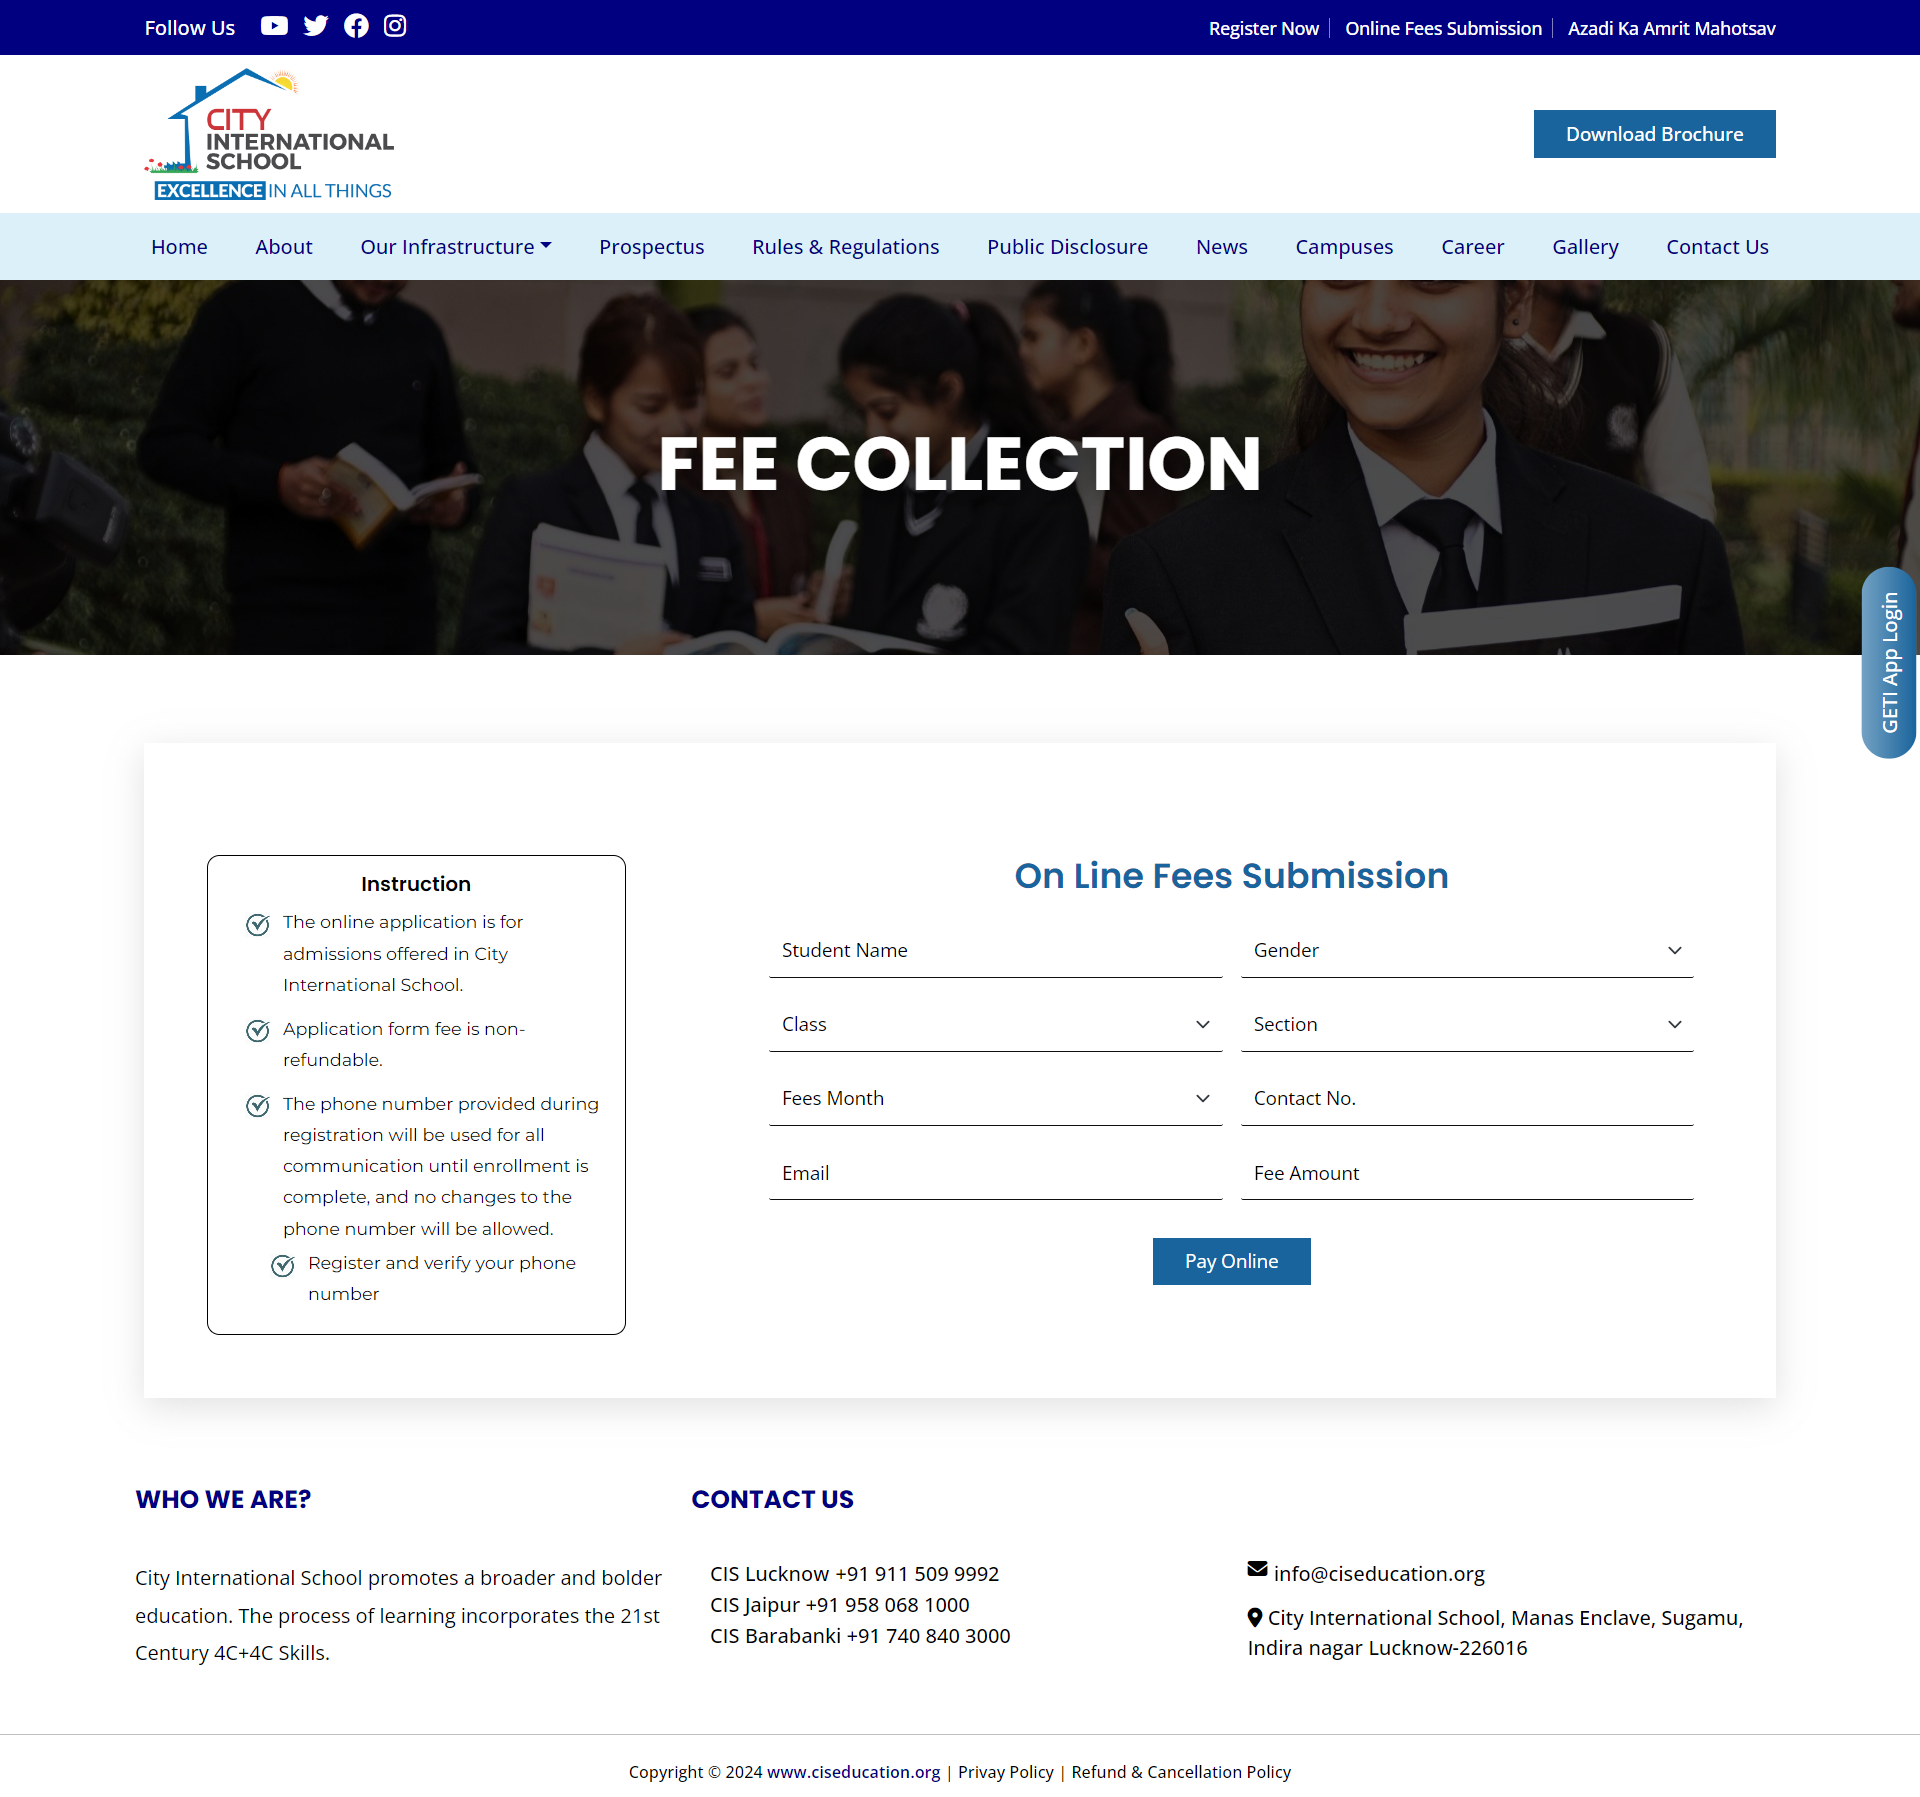 Follow Us
Register Now
Online Fees Submission
Azadi Ka Amrit Mahotsav
CITY
INTERNATIONAL
SCHOOL
EXCELLENCE IN ALL THINGS
Download Brochure
Home
About
Our Infrastructure
Prospectus
Rules & Regulations
Public Disclosure
News
Campuses
Career
Gallery
Contact Us
FEE COLLECTION
GETI App Login
Instruction
The online application is for
admissions offered in City
International School.
Application form fee is non-
refundable.
The phone number provided during
registration will be used for all
communication until enrollment is
complete, and no changes to the
phone number will be allowed.
Register and verify your phone
number
On Line Fees Submission
Student Name
Gender
Class
Section
Fees Month
Contact No.
Email
Fee Amount
Pay Online
WHO WE ARE?
City International School promotes a broader and bolder
education. The process of learning incorporates the 21st
Century 4C+4C Skills.
CONTACT US
CIS Lucknow +91 911 509 9992
CIS Jaipur +91 958 068 1000
CIS Barabanki +91 740 840 3000
info@ciseducation.org
City International School, Manas Enclave, Sugamu,
Indira nagar Lucknow-226016
Copyright © 2024 www.ciseducation.org | Privay Policy | Refund & Cancellation Policy